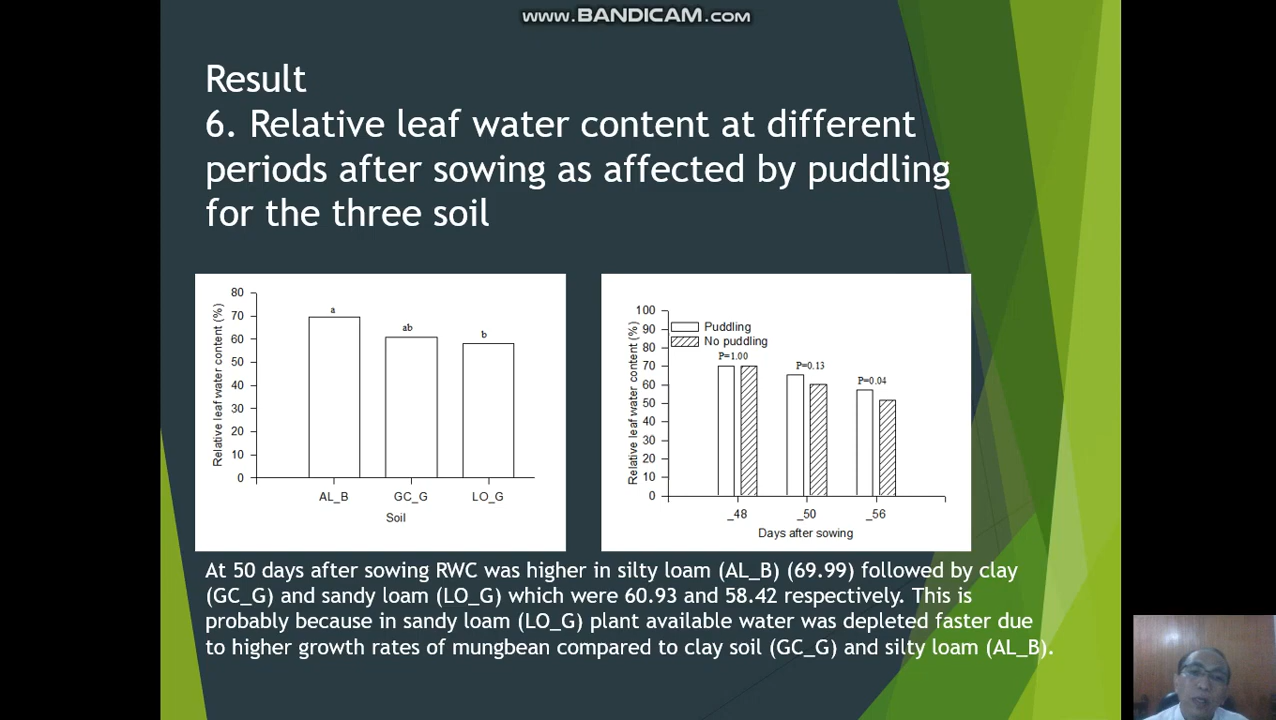 www.BANDICAM.com
Result
6. Relative leaf water content at different
periods after sowing as affected by puddling
for the three soil
Relative leaf water content (%)
80
70
60
50
40
30
20
10
0
a
ab
b
AL_B
GC_G
LO_G
Soil
Relative leaf water content (%)
100
90
80
70
60
50
40
30
20
10
0
Puddling
No puddling
P=1.00
P=0.13
P=0.04
_48
_50
_56
Days after sowing
At 50 days after sowing RWC was higher in silty loam (AL_B) (69.99) followed by clay
(GC_G) and sandy loam (LO_G) which were 60.93 and 58.42 respectively. This is
probably because in sandy loam (LO_G) plant available water was depleted faster due
to higher growth rates of mungbean compared to clay soil (GC_G) and silty loam (AL_B).